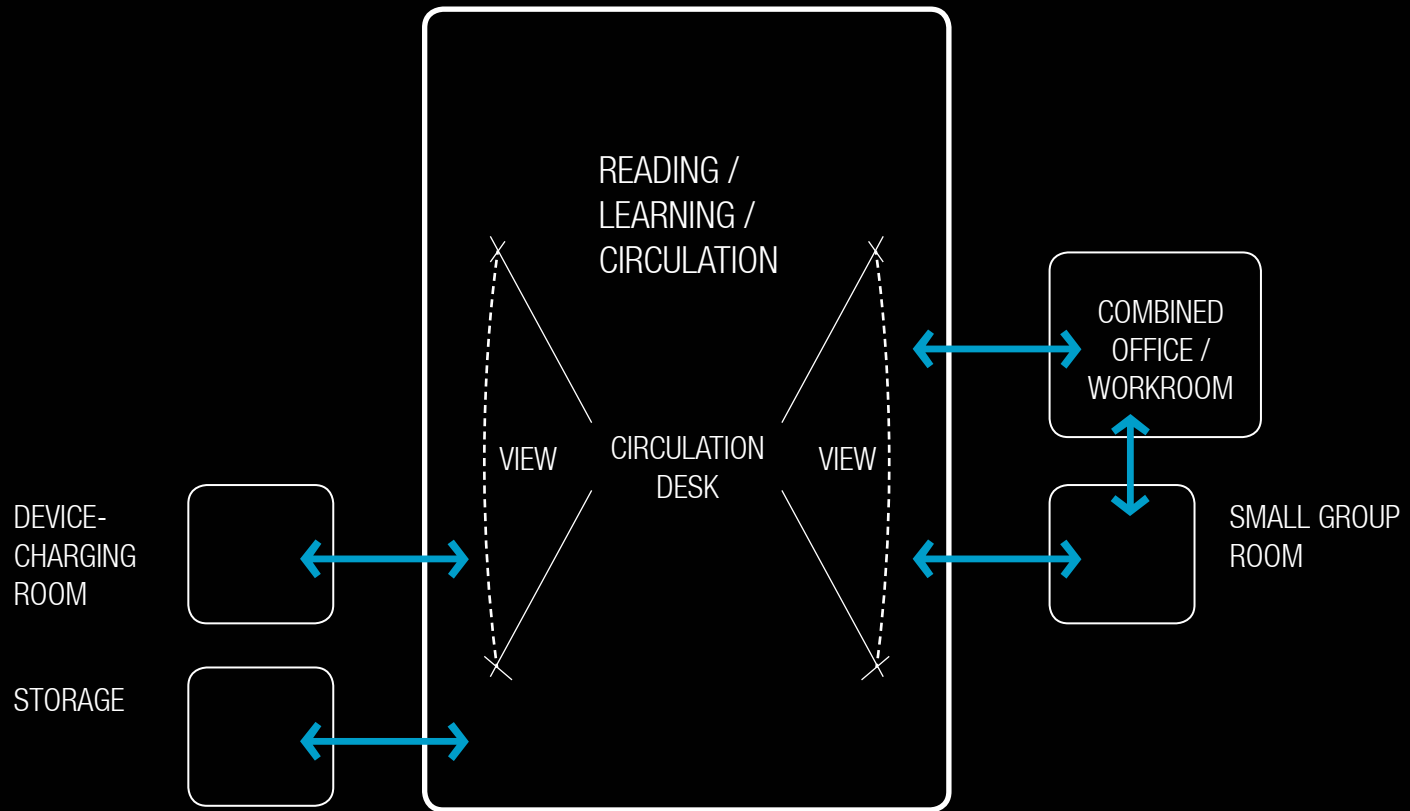 READING /
LEARNING /
CIRCULATION
COMBINED
OFFICE /
WORKROOM
VIEW
CIRCULATION
DESK
VIEW
DEVICE-
CHARGING
ROOM
SMALL GROUP
ROOM
STORAGE